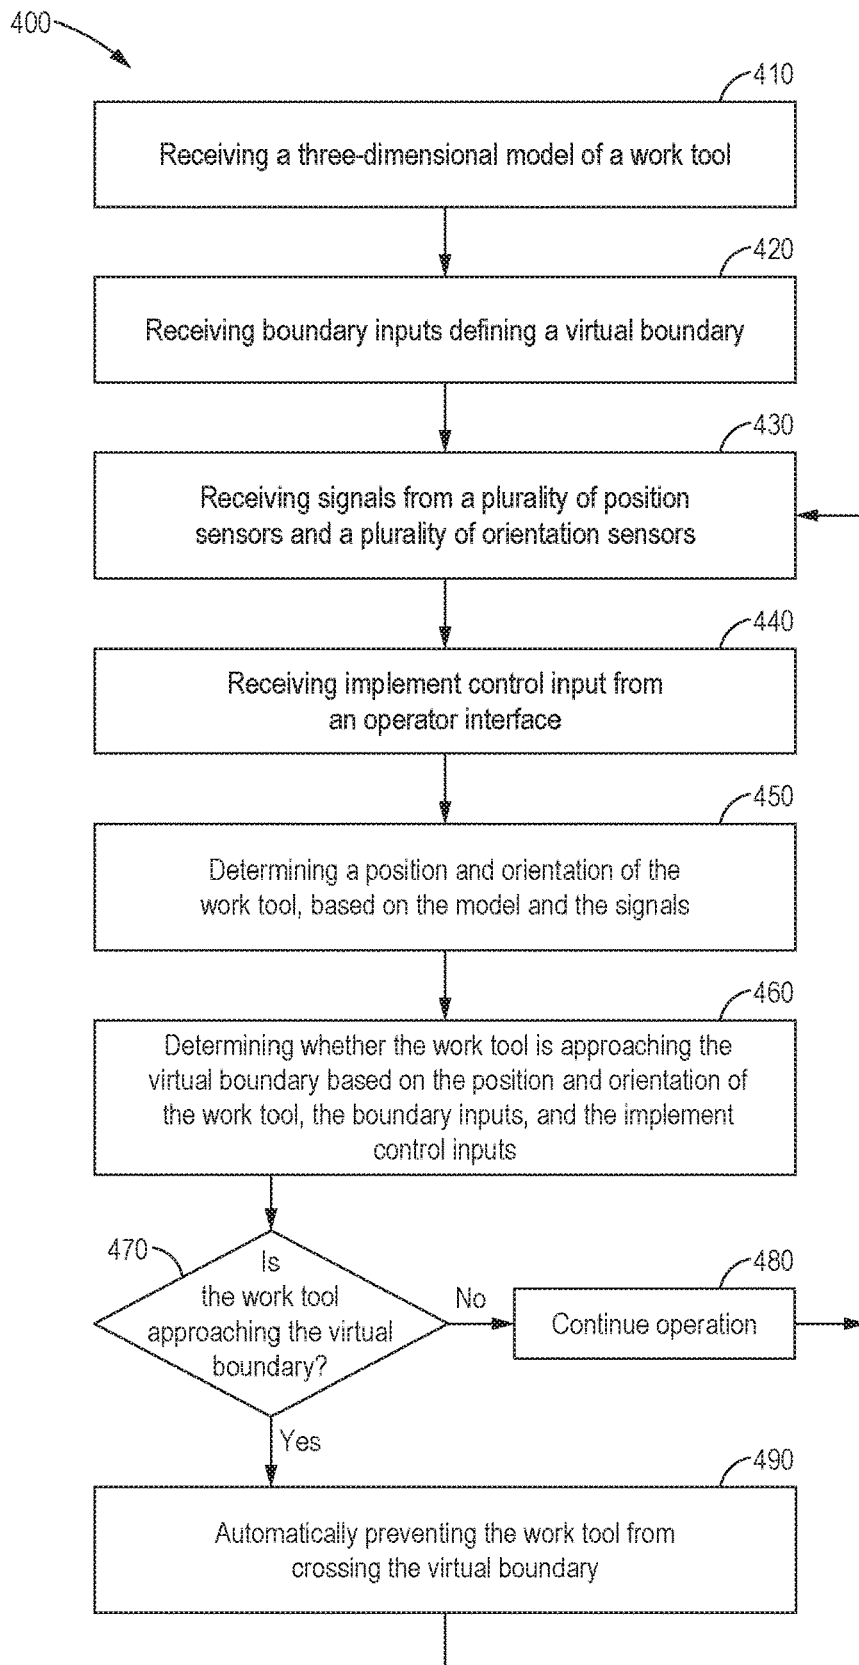 400
410
Receiving a three-dimensional model of a work tool
420
Receiving boundary inputs defining a virtual boundary
430
Receiving signals from a plurality of position
sensors and a plurality of orientation sensors
440
Receiving implement control input from
an operator interface
450
Determining a position and orientation of the
work tool, based on the model and the signals
460
Determining whether the work tool is approaching the
virtual boundary based on the position and orientation of
the work tool, the boundary inputs, and the implement
control inputs
470
Is
the work tool
approaching the virtual
boundary?
No
480
Continue operation
Yes
490
Automatically preventing the work tool from
crossing the virtual boundary